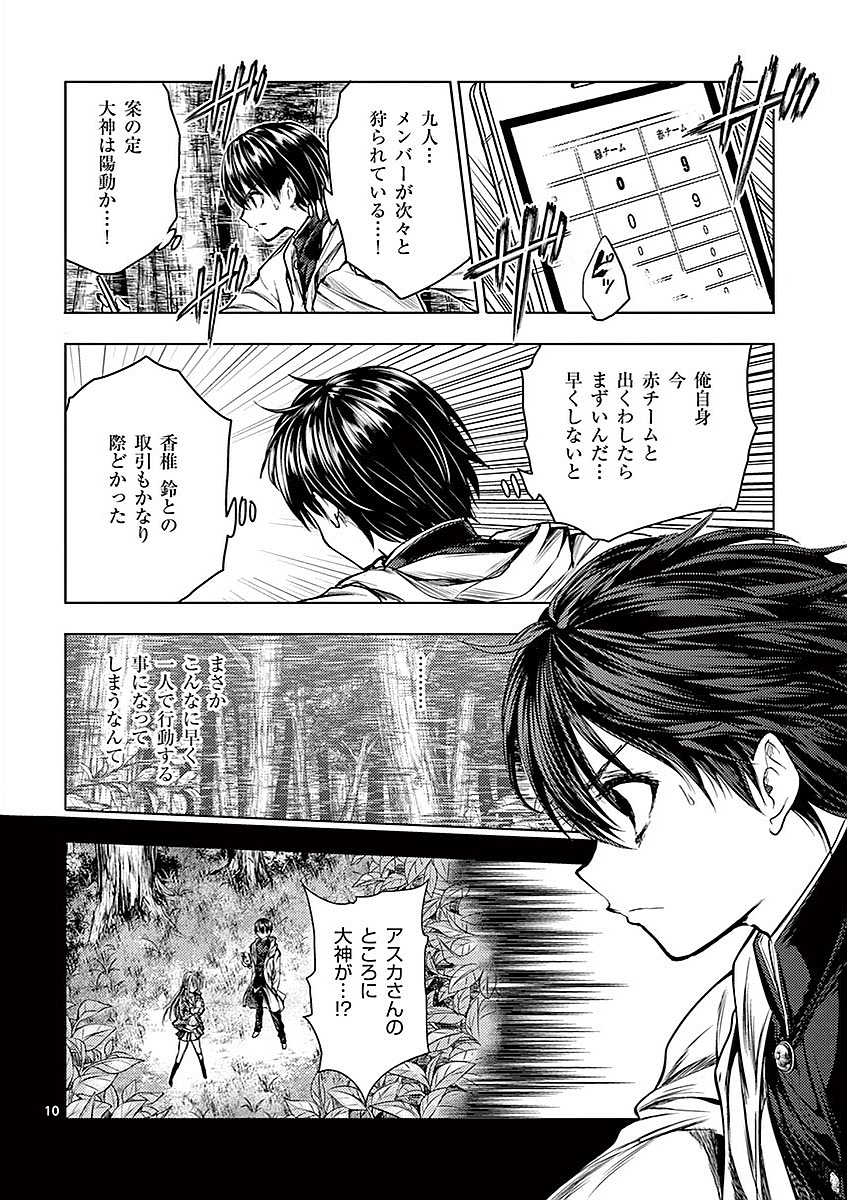 赤チーム
緑チーム
9
0
9
0
九人…
メンバーが次々と
狩られている…！
案の定
大神は陽動か…！
俺自身
今
赤チームと
出くわしたら
まずいんだ…
早くしないと
香椎 鈴との
取引もかなり
際どかった
………
まさか
こんなに早く
一人で行動する
事になって
しまうなんて
アスカさんの
ところに
大神が…!?
10